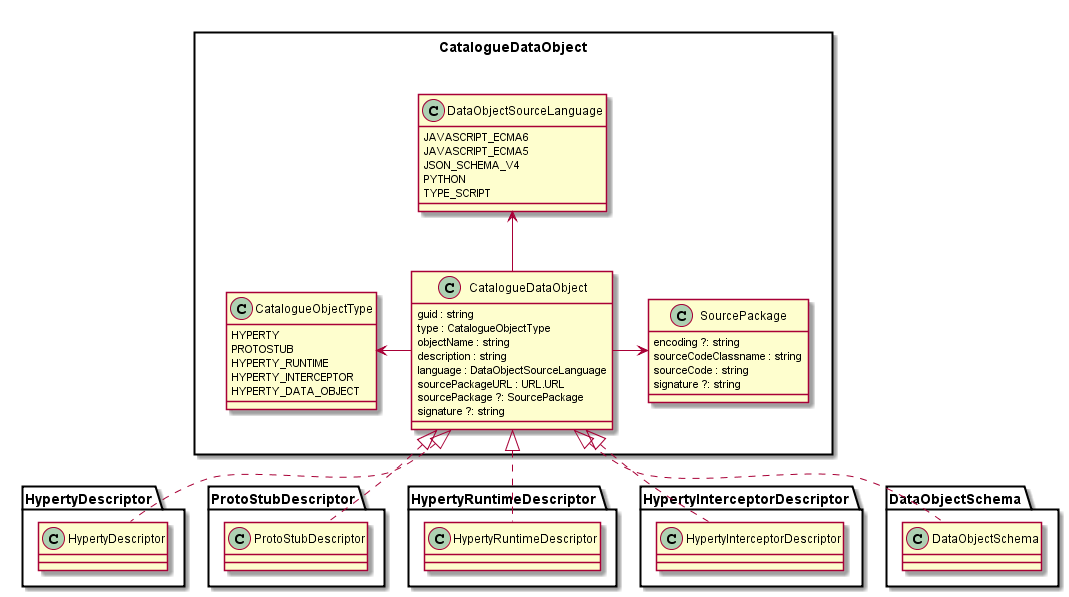 CatalogueDataObject
C DataObjectSourceLanguage
JAVASCRIPT_ECMA6
JAVASCRIPT_ECMA5
JSON_SCHEMA_V4
PYTHON
TYPE_SCRIPT
C CatalogueObjectType
HYPERTY
PROTOSTUB
HYPERTY_RUNTIME
HYPERTY_INTERCEPTOR
HYPERTY_DATA_OBJECT
C CatalogueDataObject
guid : string
type : CatalogueObjectType
objectName : string
description : string
language : DataObjectSourceLanguage
sourcePackageURL : URL.URL
sourcePackage ?: SourcePackage
signature ?: string
C SourcePackage
encoding ?: string
sourceCodeClassname : string
sourceCode : string
signature ?: string
HypertyDescriptor
C HypertyDescriptor
ProtoStubDescriptor
C ProtoStubDescriptor
HypertyRuntimeDescriptor
C HypertyRuntimeDescriptor
HypertyInterceptorDescriptor
C HypertyInterceptorDescriptor
DataObjectSchema
C DataObjectSchema